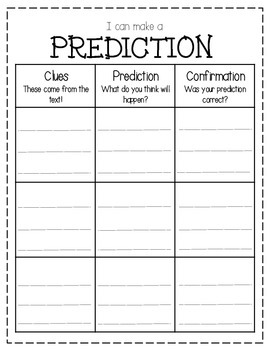 I can make a
PREDICTION
Clues
These come from the
text!
Prediction
What do you think will
happen?
Confirmation
Was your prediction
correct?